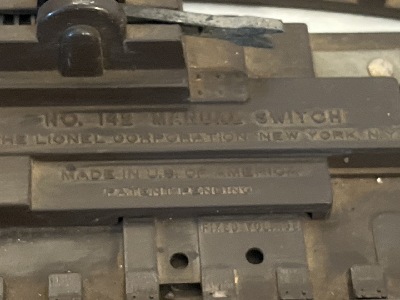 NO. 142 MANUAL SWITCH
THE LIONEL CORPORATION NEW YORK N.Y.
MADE IN U.S. OF AMERICA